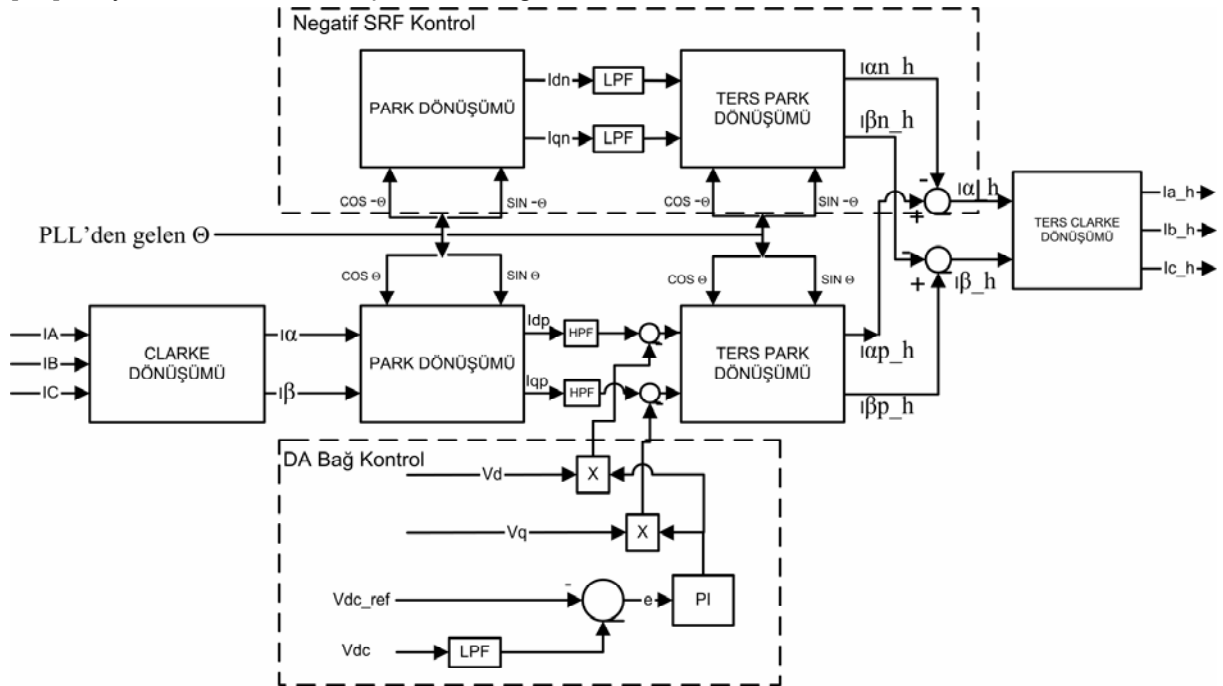 Negatif SRF Kontrol
PARK DÖNÜŞÜMÜ
Idn
LPF
Iqn
LPF
TERS PARK
DÖNÜŞÜMÜ
Iαn_h
Iβn_h
COS -Θ
SIN -Θ
COS -Θ
SIN -Θ
-
+
Iα_h
-
+
Iβ_h
TERS CLARKE
DÖNÜŞÜMÜ
Ia_h
Ib_h
Ic_h
PLL’den gelen Θ
COS Θ
SIN Θ
COS Θ
SIN Θ
IA
IB
IC
CLARKE
DÖNÜŞÜMÜ
Iα
Iβ
PARK DÖNÜŞÜMÜ
Idp
HPF
Iqp
HPF
TERS PARK
DÖNÜŞÜMÜ
Iαp_h
Iβp_h
DA Bağ Kontrol
Vd
X
Vq
X
Vdc_ref
-
e
PI
Vdc
LPF